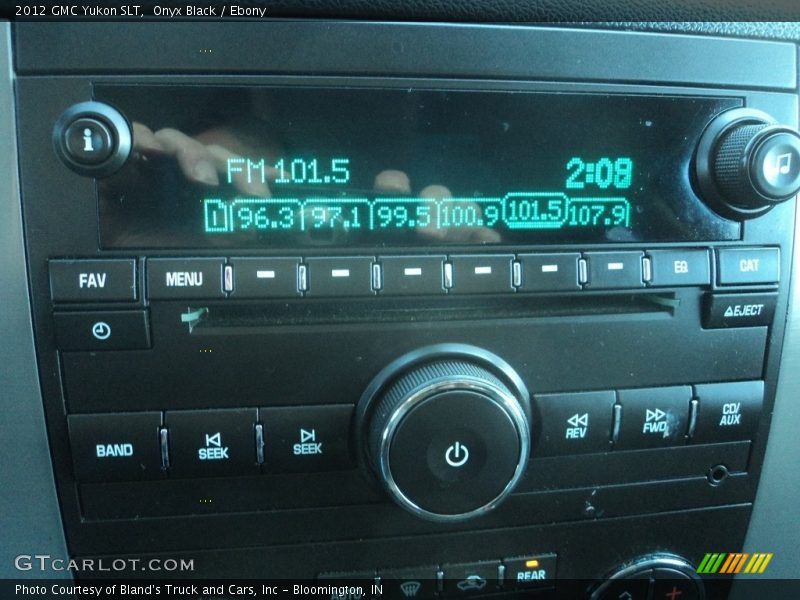 2012 GMC Yukon SLT, Onyx Black / Ebony
i
FM 101.5 2:08
1 96.3 97.1 99.5 100.9 101.5 107.9
FAV MENU EQ CAT
EJECT
BAND SEEK SEEK REV FWD CD/
AUX
REAR
GTCARLOT.COM
Photo Courtesy of Bland's Truck and Cars, Inc - Bloomington, IN